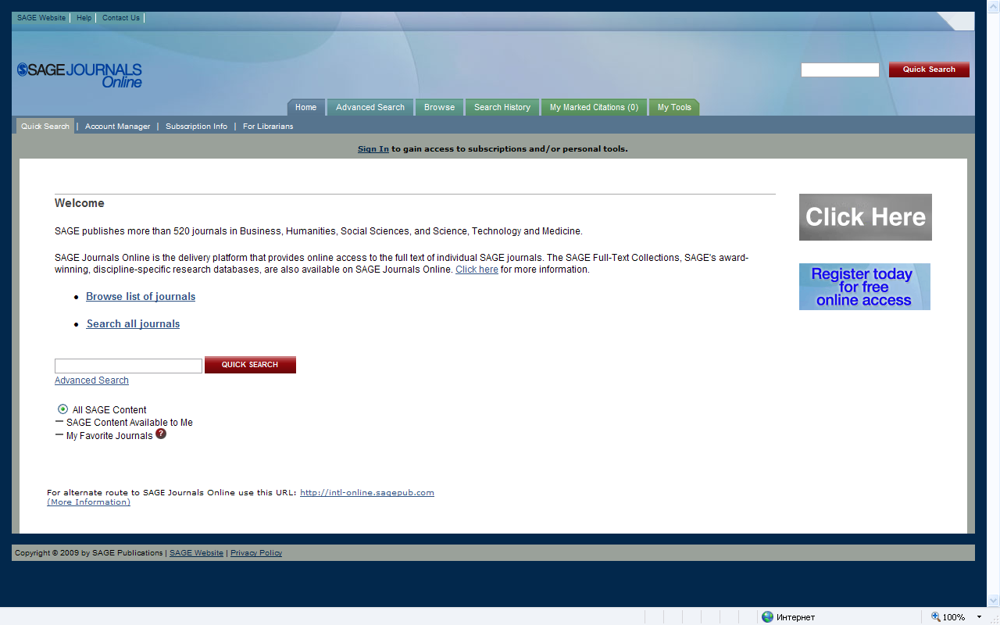 SAGE Website | Help | Contact Us |
SAGE JOURNALS
Online
Quick Search
Home Advanced Search Browse Search History My Marked Citations (0) My Tools
Quick Search | Account Manager | Subscription Info | For Librarians
Sign In to gain access to subscriptions and/or personal tools.
Welcome
SAGE publishes more than 520 journals in Business, Humanities, Social Sciences, and Science, Technology and Medicine.
SAGE Journals Online is the delivery platform that provides online access to the full text of individual SAGE journals. The SAGE Full-Text Collections, SAGE's award-
winning, discipline-specific research databases, are also available on SAGE Journals Online. Click here for more information.
• Browse list of journals
• Search all journals
QUICK SEARCH
Advanced Search
All SAGE Content
SAGE Content Available to Me
My Favorite Journals ?
For alternate route to SAGE Journals Online use this URL: http://intl-online.sagepub.com
(More Information)
Click Here
Register today
for free
online access
Copyright © 2009 by SAGE Publications | SAGE Website | Privacy Policy
Интернет 100%